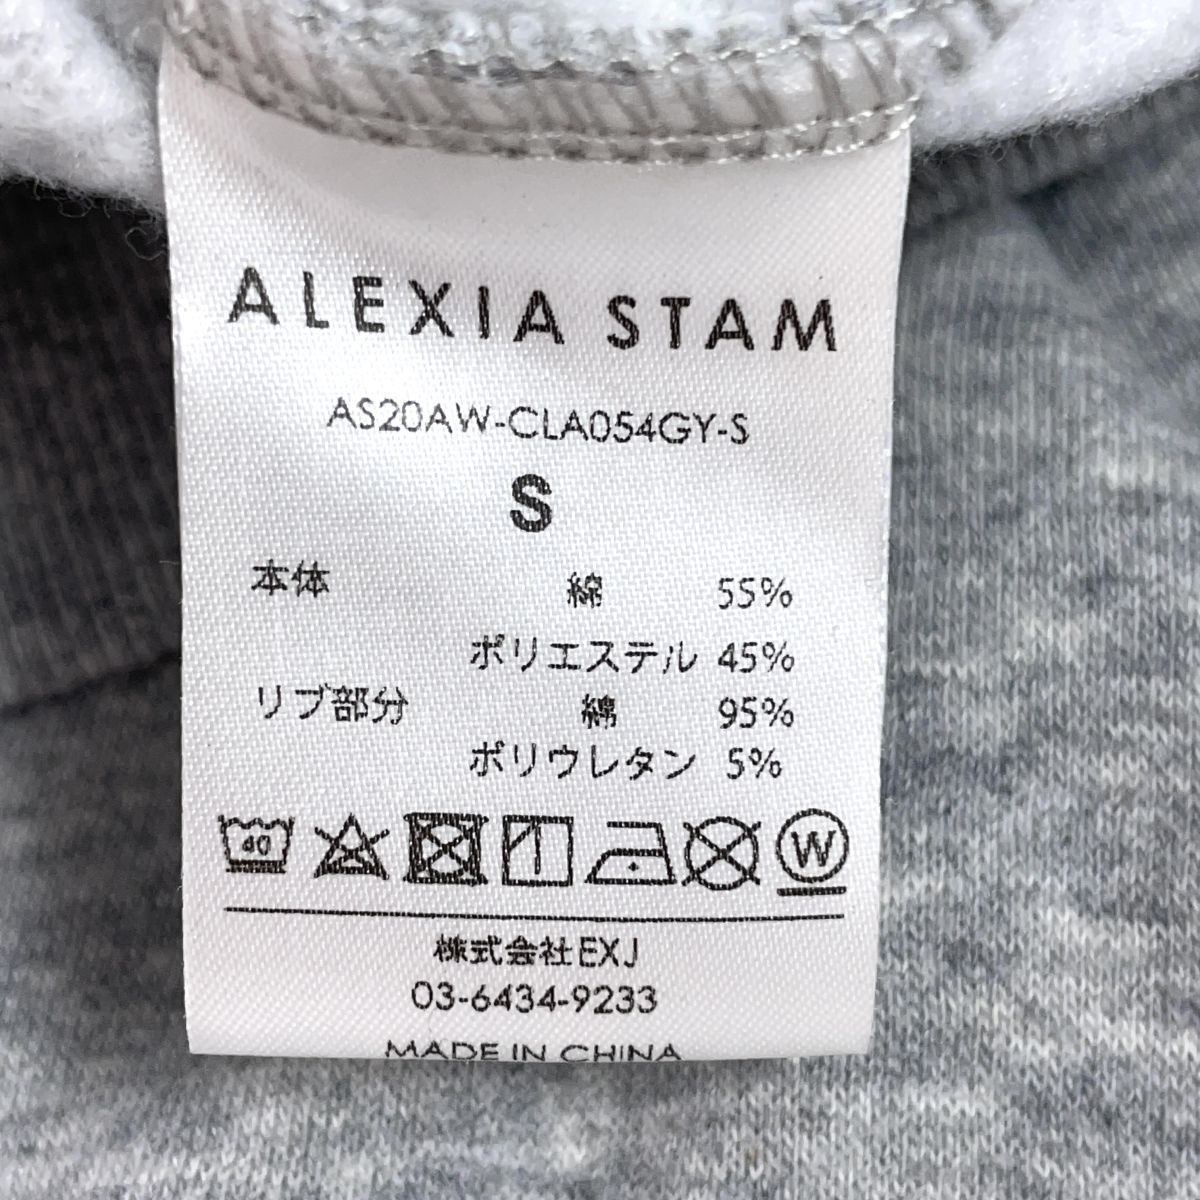 ALEXIA STAM
AS20AW-CLA054GY-S
S
本体 綿 55%
ポリエステル 45%
リブ部分 綿 95%
ポリウレタン 5%
40 W
株式会社EXJ
03-6434-9233
MADE IN CHINA